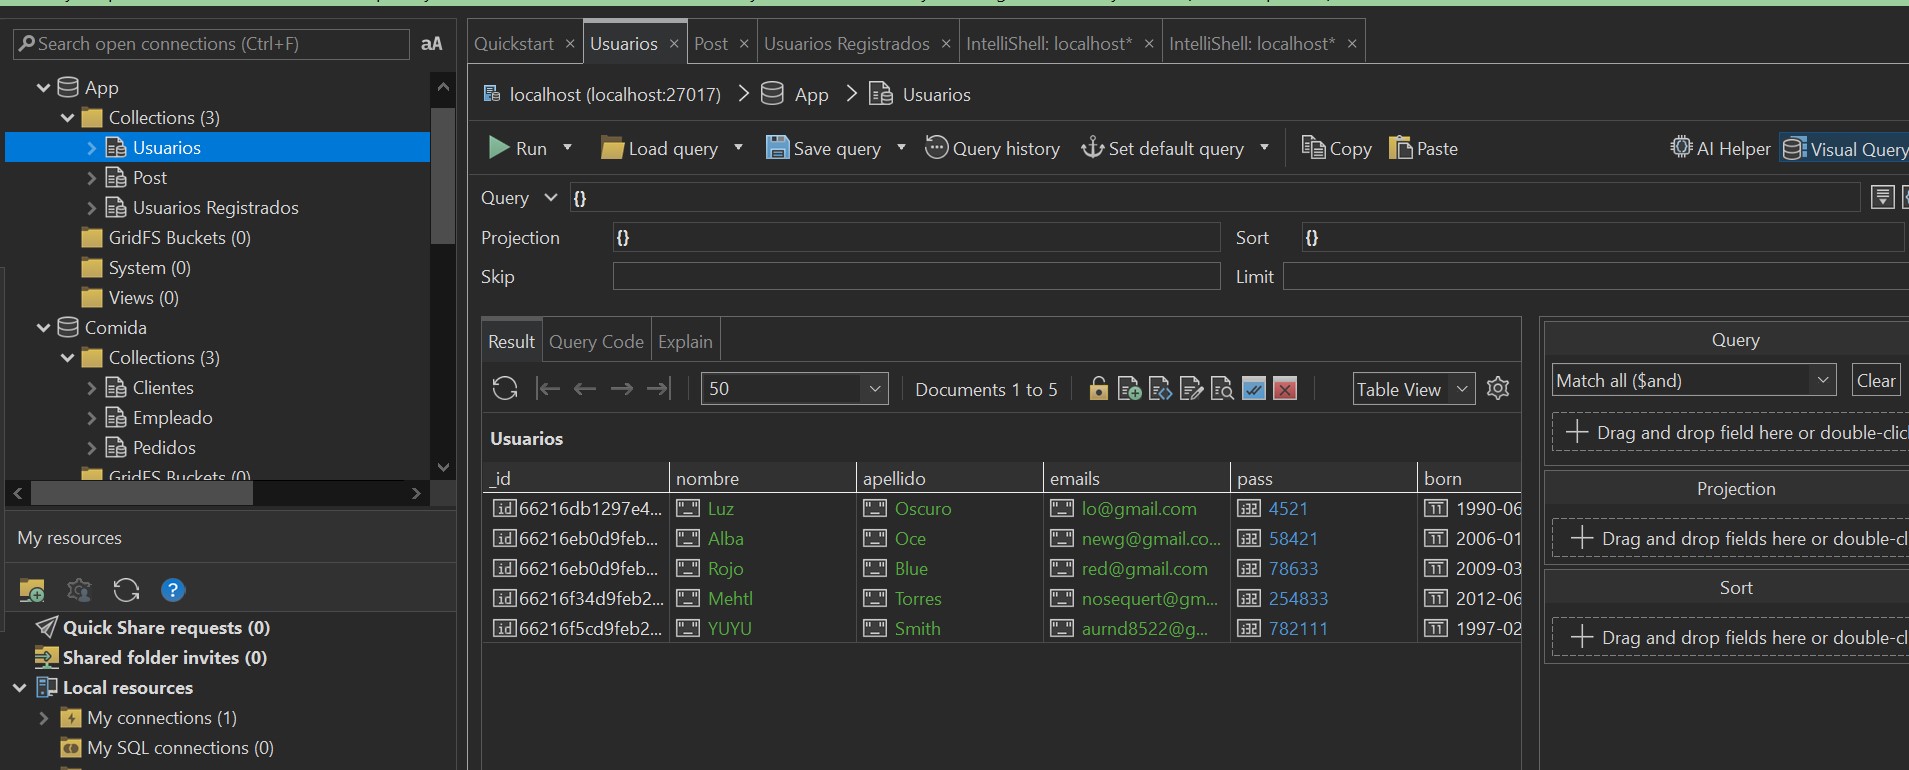 Search open connections (Ctrl+F)
aA
App
Collections (3)
Usuarios
Post
Usuarios Registrados
GridFS Buckets (0)
System (0)
Views (0)
Comida
Collections (3)
Clientes
Empleado
Pedidos
GridFS Buckets (0)
My resources
Quick Share requests (0)
Shared folder invites (0)
Local resources
My connections (1)
My SQL connections (0)
Quickstart × Usuarios × Post × Usuarios Registrados × IntelliShell: localhost* × IntelliShell: localhost* ×
localhost (localhost:27017) > App > Usuarios
Run Load query Save query Query history Set default query Copy Paste AI Helper Visual Query
Query {}
Projection {} Sort {}
Skip Limit
Result Query Code Explain
50 Documents 1 to 5 Table View
Usuarios
_id nombre apellido emails pass born
66216db1297e4... Luz Oscuro lo@gmail.com 4521 1990-06
66216eb0d9feb... Alba Oce newg@gmail.co... 58421 2006-01
66216eb0d9feb... Rojo Blue red@gmail.com 78633 2009-03
66216f34d9feb2... Mehtl Torres nosequert@gm... 254833 2012-06
66216f5cd9feb2... YUYU Smith aurnd8522@g... 782111 1997-02
Query
Match all ($and) Clear
Drag and drop field here or double-clic
Projection
Drag and drop fields here or double-cl
Sort
Drag and drop fields here or double-cl